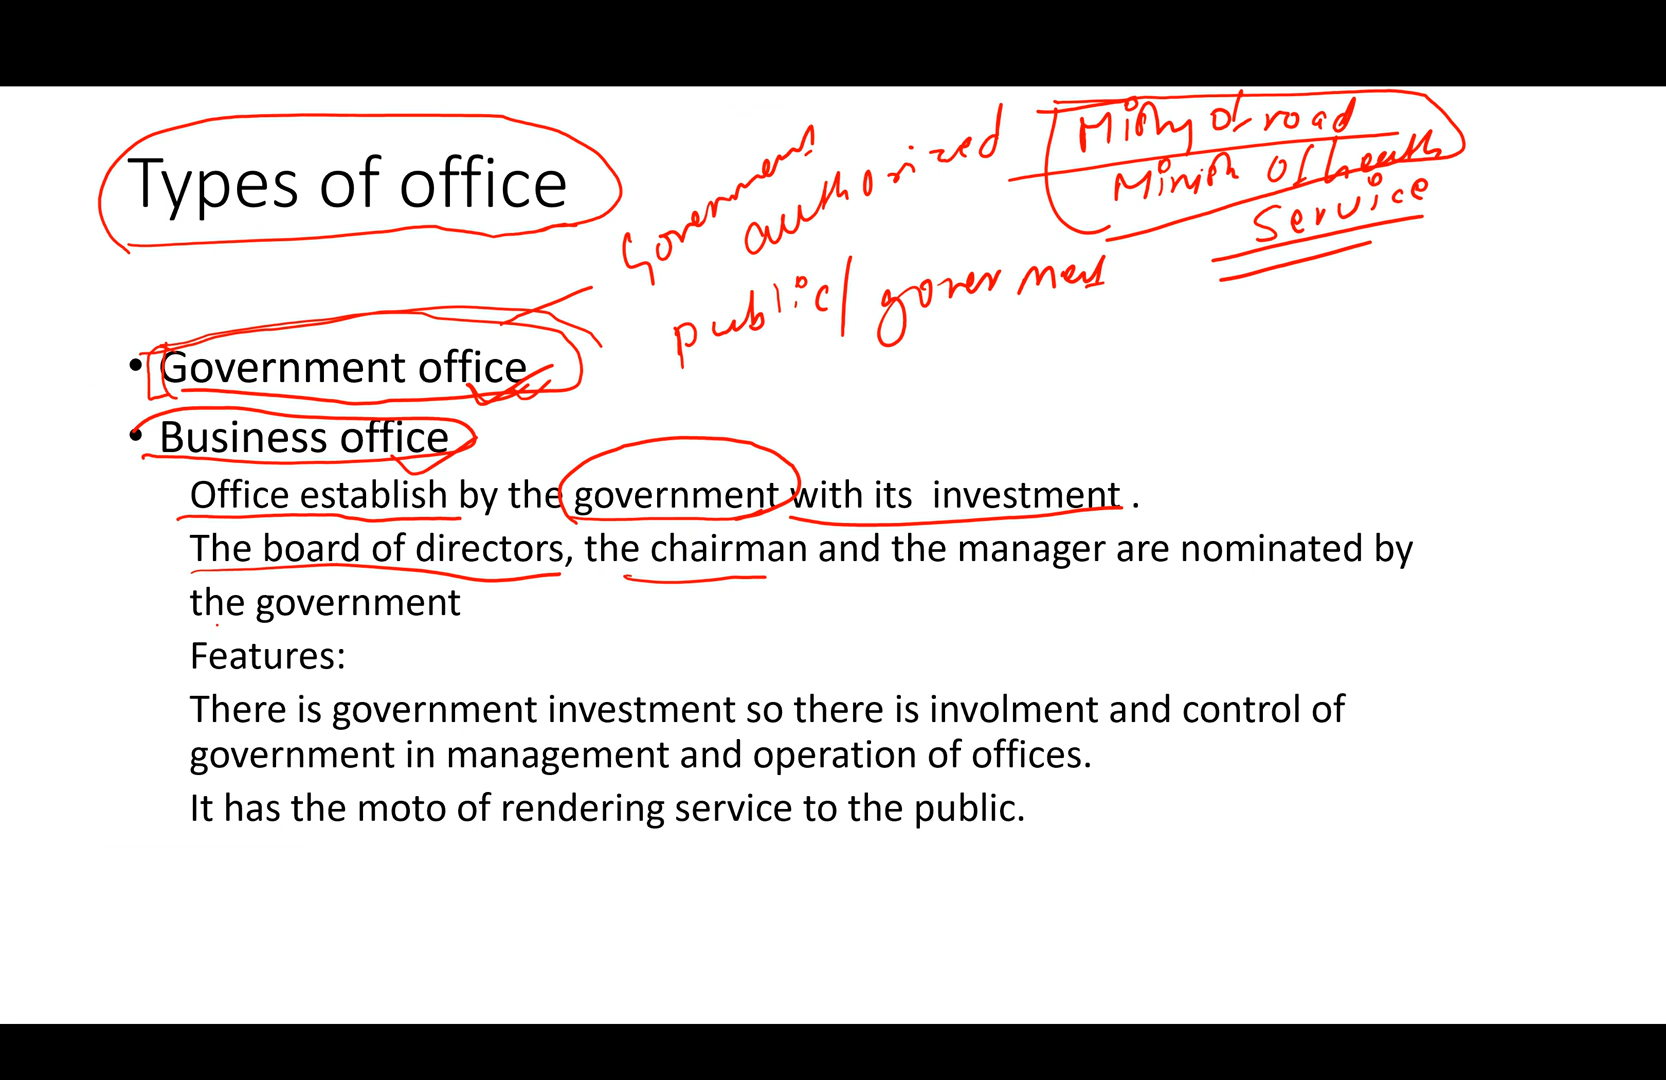 Types of office
Government
authorized
public/government
of road
of health
Service
• Government office
• Business office
Office establish by the government with its investment .
The board of directors, the chairman and the manager are nominated by
the government
Features:
There is government investment so there is involment and control of
government in management and operation of offices.
It has the moto of rendering service to the public.